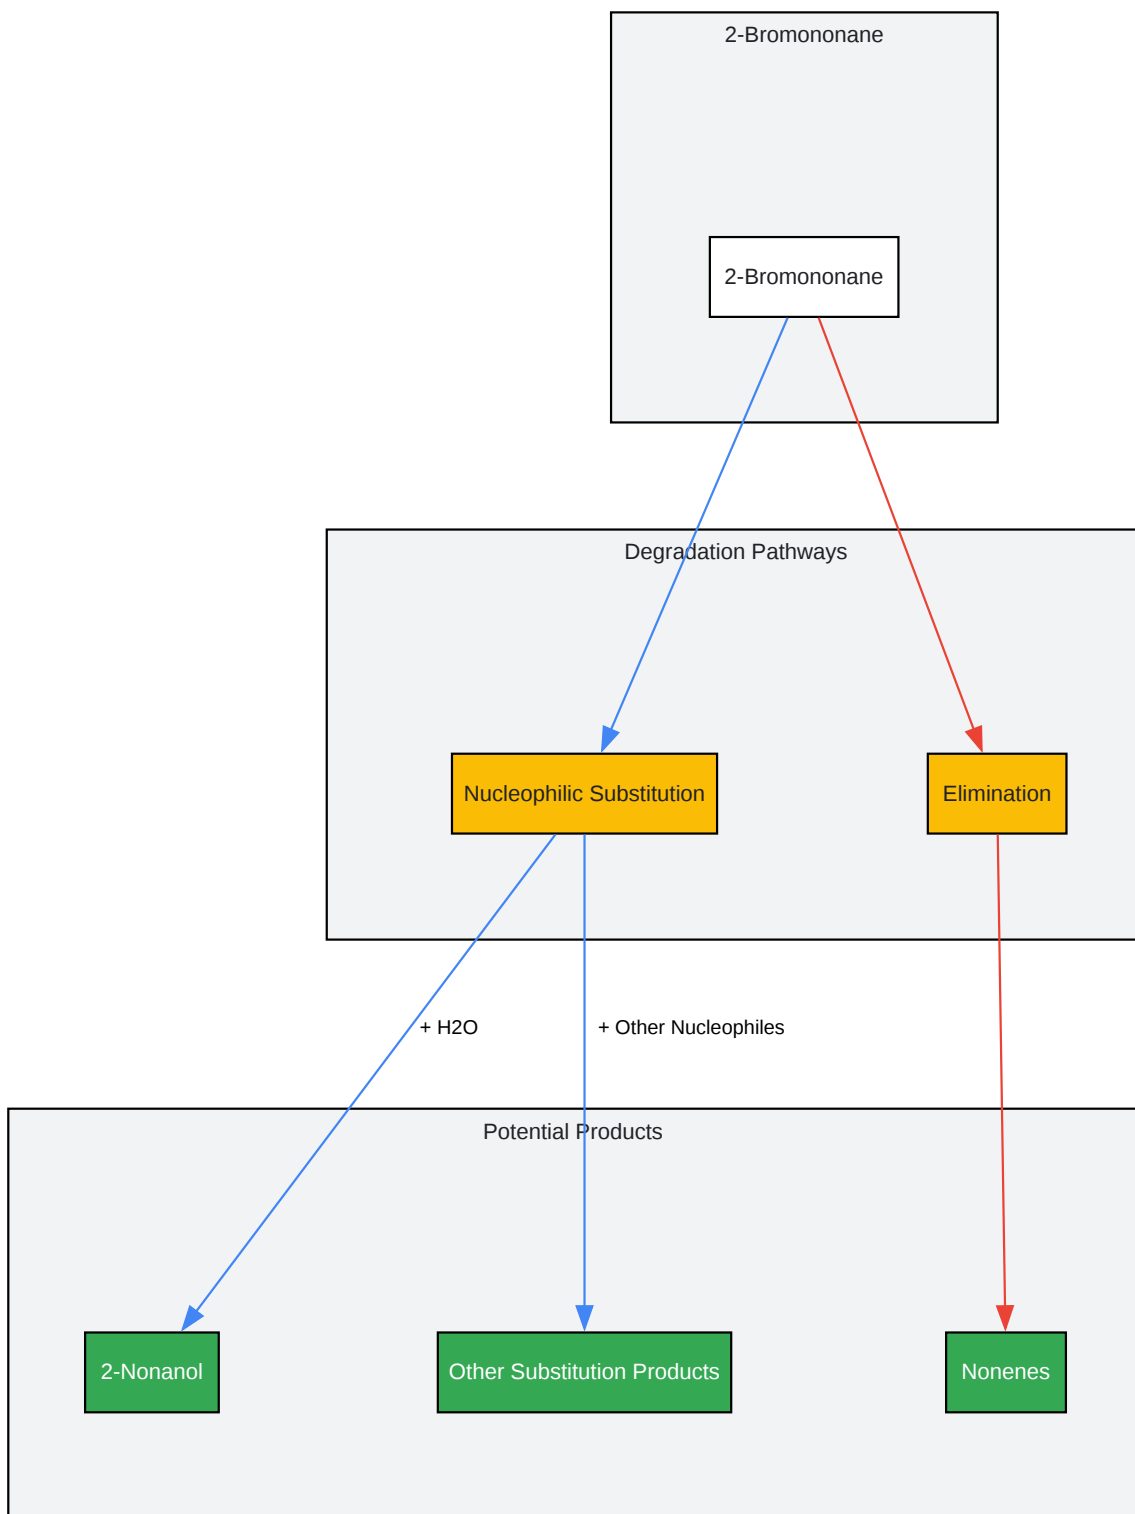 2-Bromononane
2-Bromononane
Degradation Pathways
Nucleophilic Substitution
Elimination
+ H2O
+ Other Nucleophiles
Potential Products
2-Nonanol
Other Substitution Products
Nonenes